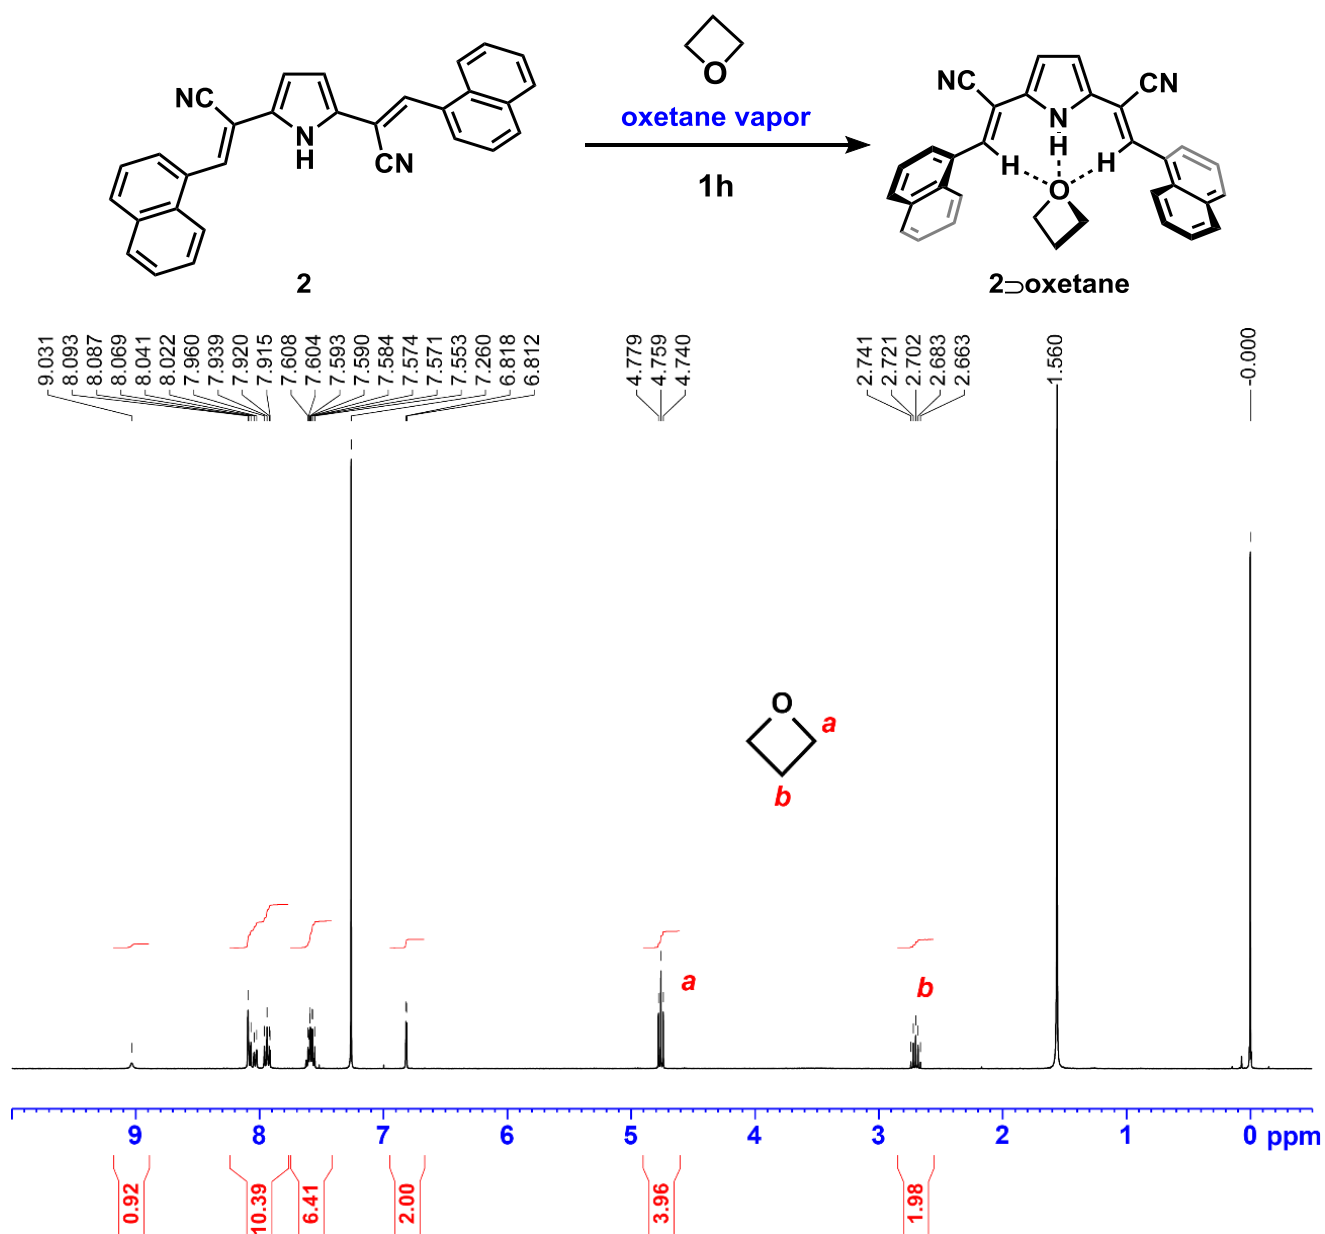 O
oxetane vapor
1h
NC
N
H
CN
2
NC
CN
N
H
H
H
O
2⊃oxetane
9.031
8.093
8.087
8.069
8.041
8.022
7.960
7.939
7.920
7.915
7.608
7.604
7.593
7.590
7.584
7.574
7.571
7.553
7.260
6.818
6.812
4.779
4.759
4.740
2.741
2.721
2.702
2.683
2.663
1.560
-0.000
O
a
b
a
b
9 8 7 6 5 4 3 2 1 0 ppm
0.92
10.39
6.41
2.00
3.96
1.98